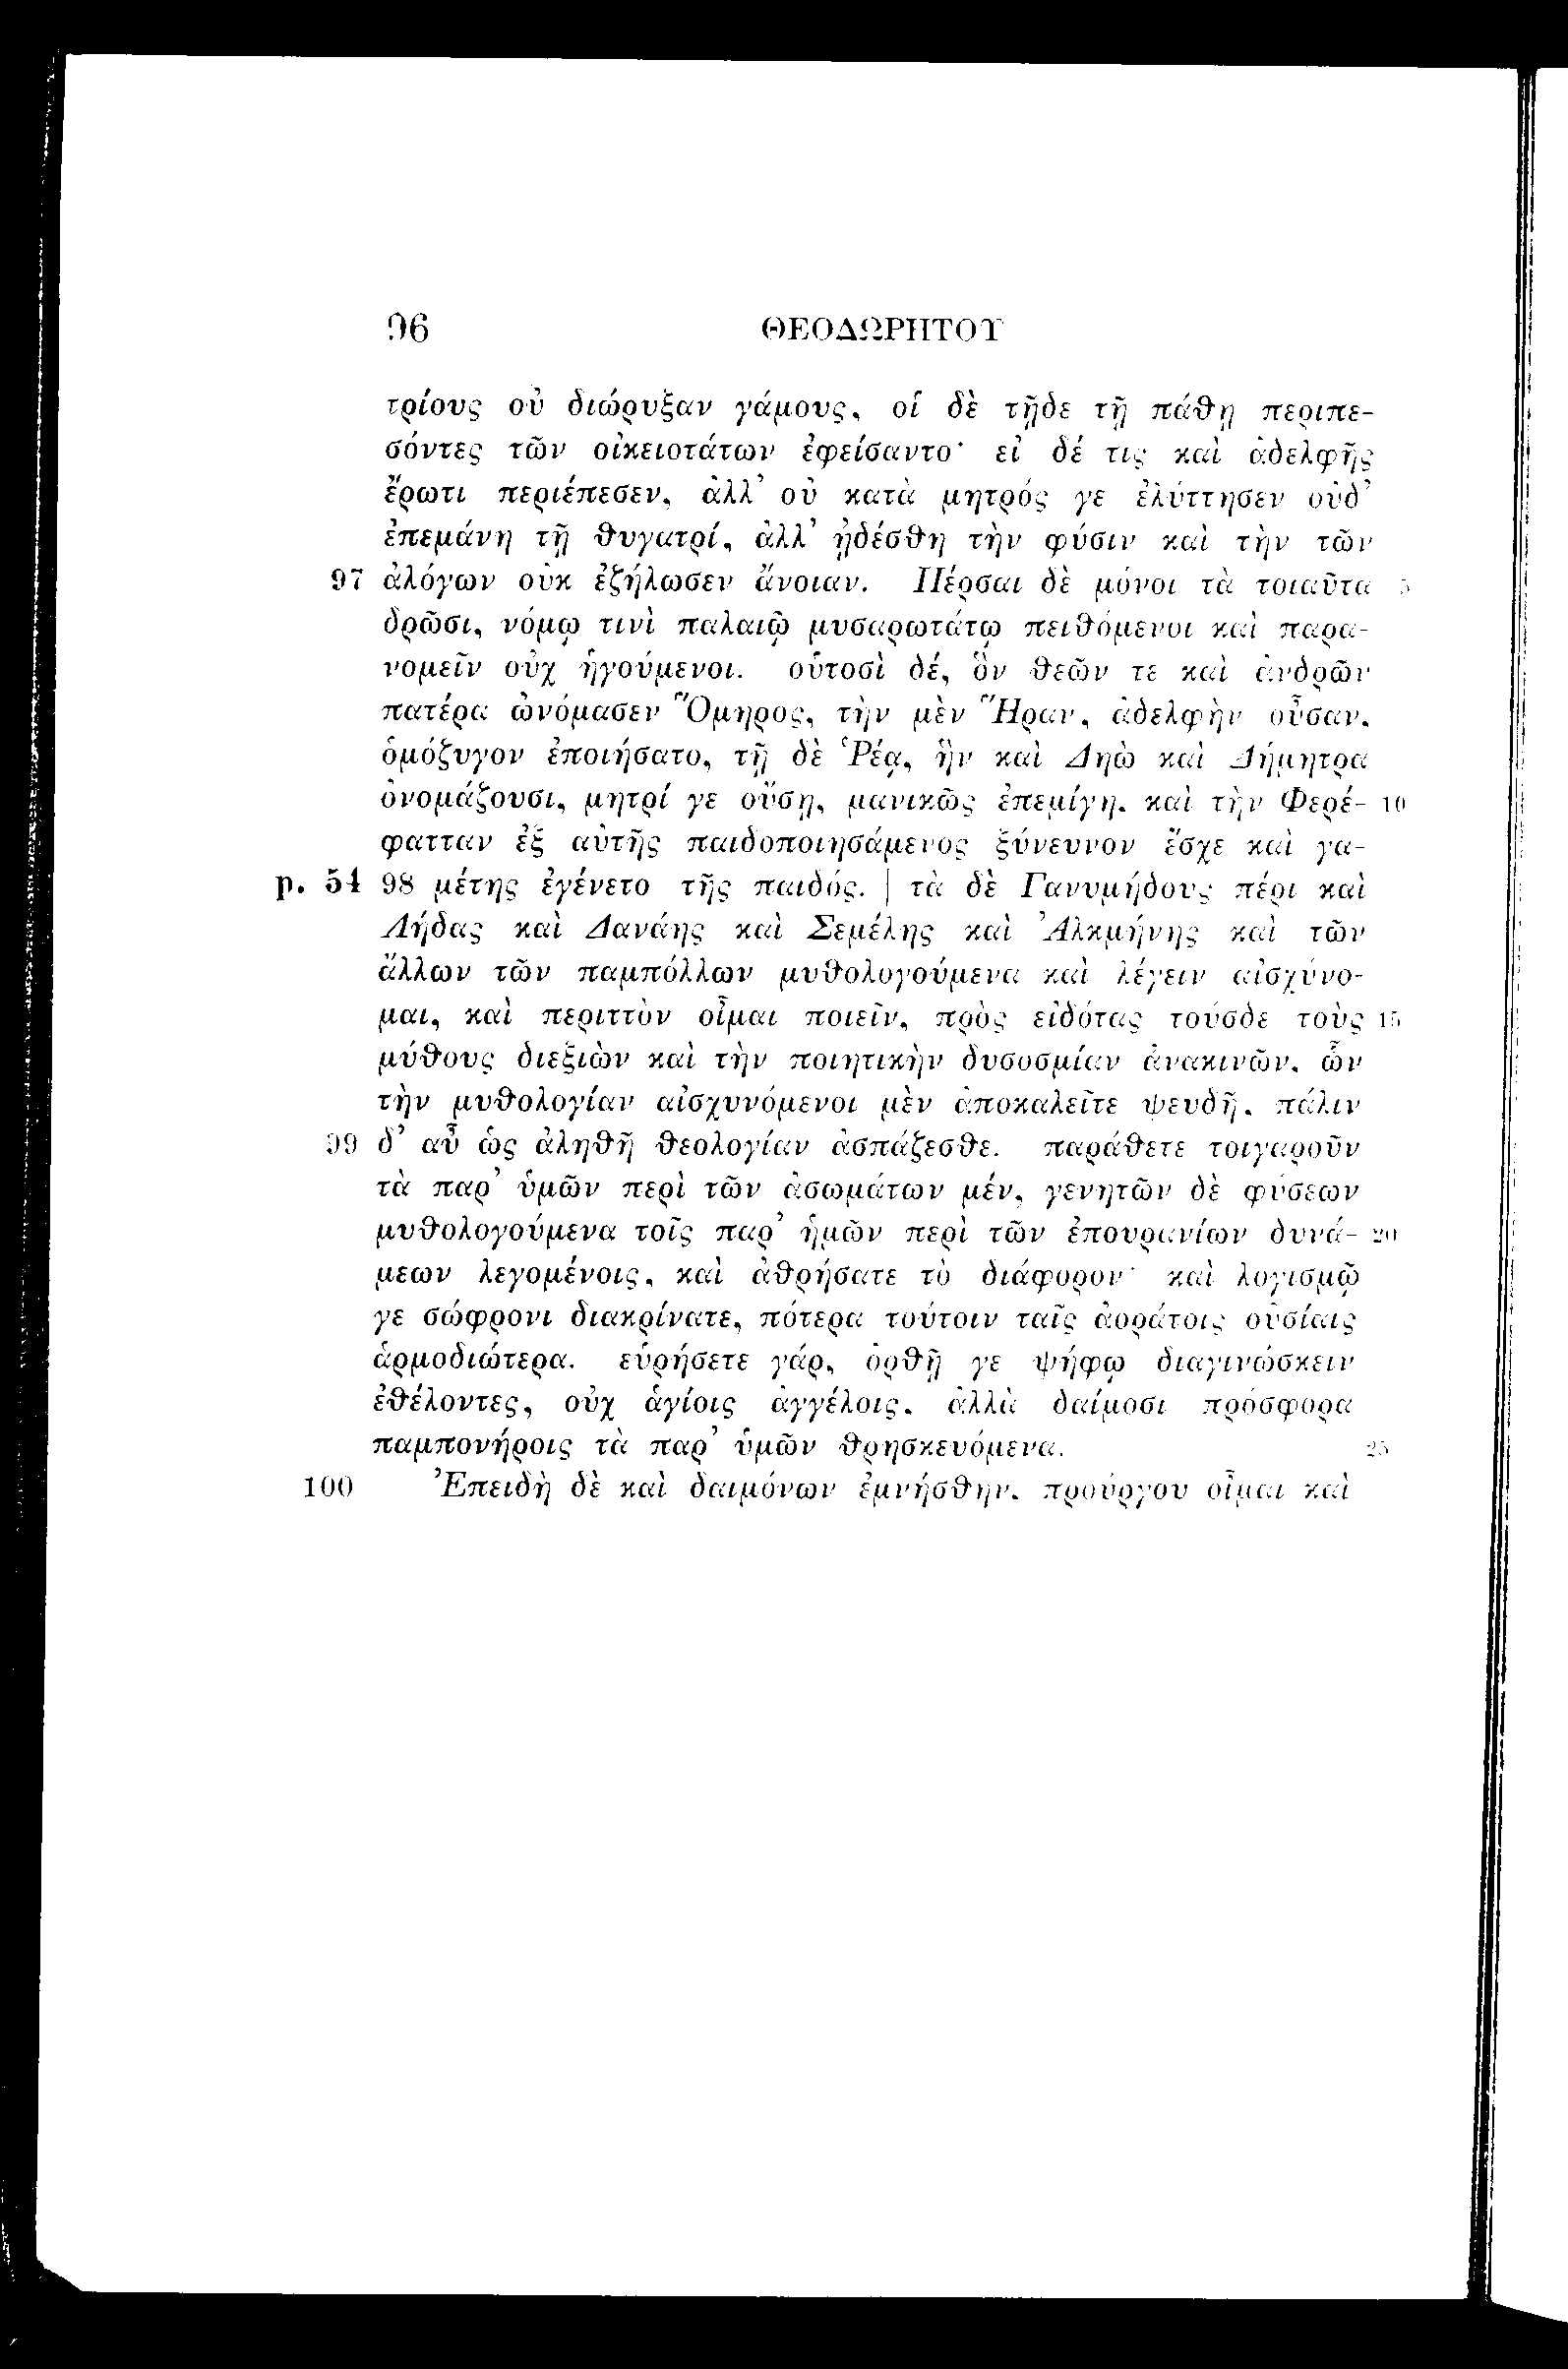 96 ΘΕΟΔΩΡΗΤΟΥ
τρίους οὐ διώρυξαν γάμους, οἱ δὲ τῇδε τῇ πάθῃ περιπε-
σόντες τῶν οἰκειοτάτων ἐφείσαντο· εἰ δέ τις καὶ ἀδελφῆς
ἔρωτι περιέπεσεν, ἀλλ’ οὐ κατὰ μητρός γε ἐλύττησεν οὐδ’
ἐπεμάνη τῇ θυγατρί, ἀλλ’ ᾐδέσθη τὴν φύσιν καὶ τὴν τῶν
97 ἀλόγων οὐκ ἐζήλωσεν ἄνοιαν. Πέρσαι δὲ μόνοι τὰ τοιαῦτα 5
δρῶσι, νόμῳ τινὶ παλαιῷ μυσαρωτάτῳ πειθόμενοι καὶ παρα-
νομεῖν οὐχ ἡγούμενοι. οὑτοσὶ δέ, ὃν θεῶν τε καὶ ἀνδρῶν
πατέρα ὠνόμασεν Ὅμηρος, τὴν μὲν Ἥραν, ἀδελφὴν οὖσαν,
ὁμόζυγον ἐποιήσατο, τῇ δὲ Ῥέᾳ, ἣν καὶ Δηὼ καὶ Δήμητρα
ὀνομάζουσι, μητρί γε οὔσῃ, μανικῶς ἐπεμίγη, καὶ τὴν Φερέ- 10
φατταν ἐξ αὐτῆς παιδοποιησάμενος ξύνευνον ἔσχε καὶ γα-
p. 54 98 μέτης ἐγένετο τῆς παιδός. | τὰ δὲ Γανυμήδους πέρι καὶ
Λήδας καὶ Δανάης καὶ Σεμέλης καὶ Ἀλκμήνης καὶ τῶν
ἄλλων τῶν παμπόλλων μυθολογούμενα καὶ λέγειν αἰσχύνο-
μαι, καὶ περιττὸν οἶμαι ποιεῖν, πρὸς εἰδότας τούσδε τοὺς 15
μύθους διεξιὼν καὶ τὴν ποιητικὴν δυσοσμίαν ἀνακινῶν, ὧν
τὴν μυθολογίαν αἰσχυνόμενοι μὲν ἀποκαλεῖτε ψευδῆ, πάλιν
99 δ’ αὖ ὡς ἀληθῆ θεολογίαν ἀσπάζεσθε. παράθετε τοιγαροῦν
τὰ παρ’ ὑμῶν περὶ τῶν ἀσωμάτων μέν, γενητῶν δὲ φύσεων
μυθολογούμενα τοῖς παρ’ ἡμῶν περὶ τῶν ἐπουρανίων δυνά- 20
μεων λεγομένοις, καὶ ἀθρήσατε τὸ διάφορον· καὶ λογισμῷ
γε σώφρονι διακρίνατε, πότερα τούτοιν ταῖς ἀοράτοις οὐσίαις
ἁρμοδιώτερα. εὑρήσετε γάρ, ὀρθῇ γε ψήφῳ διαγινώσκειν
ἐθέλοντες, οὐχ ἁγίοις ἀγγέλοις, ἀλλὰ δαίμοσι πρόσφορα
παμπονήροις τὰ παρ’ ὑμῶν θρησκευόμενα. 25
100 Ἐπειδὴ δὲ καὶ δαιμόνων ἐμνήσθην, προὔργου οἶμαι καὶ